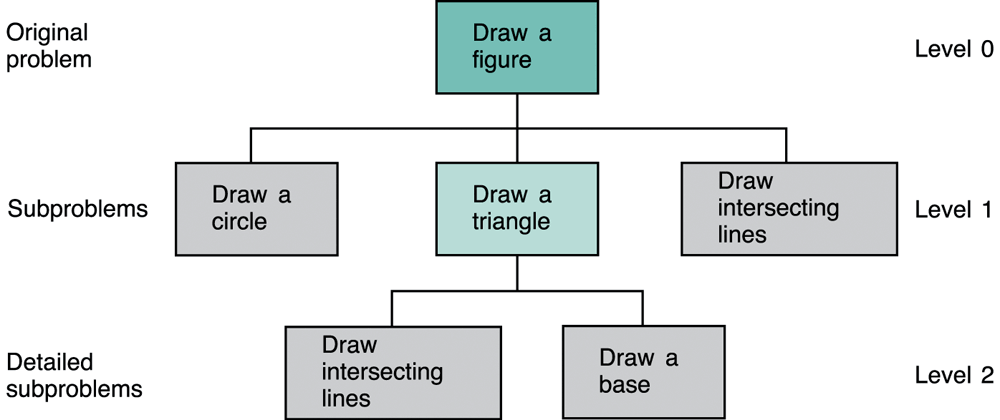 Original
problem
Draw a
figure
Level 0
Subproblems
Draw a
circle
Draw a
triangle
Draw
intersecting
lines
Level 1
Detailed
subproblems
Draw
intersecting
lines
Draw a
base
Level 2